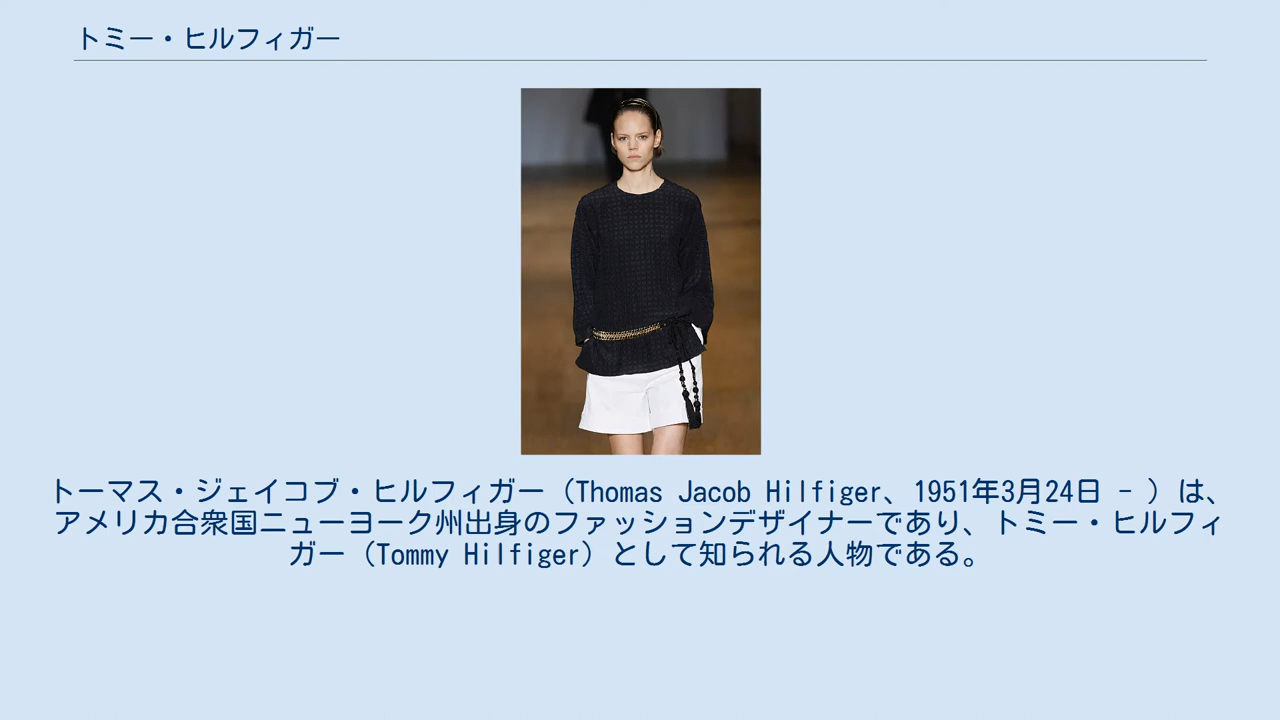 トミー・ヒルフィガー
トーマス・ジェイコブ・ヒルフィガー（Thomas Jacob Hilfiger、1951年3月24日 - ）は、
アメリカ合衆国ニューヨーク州出身のファッションデザイナーであり、トミー・ヒルフィ
ガー（Tommy Hilfiger）として知られる人物である。